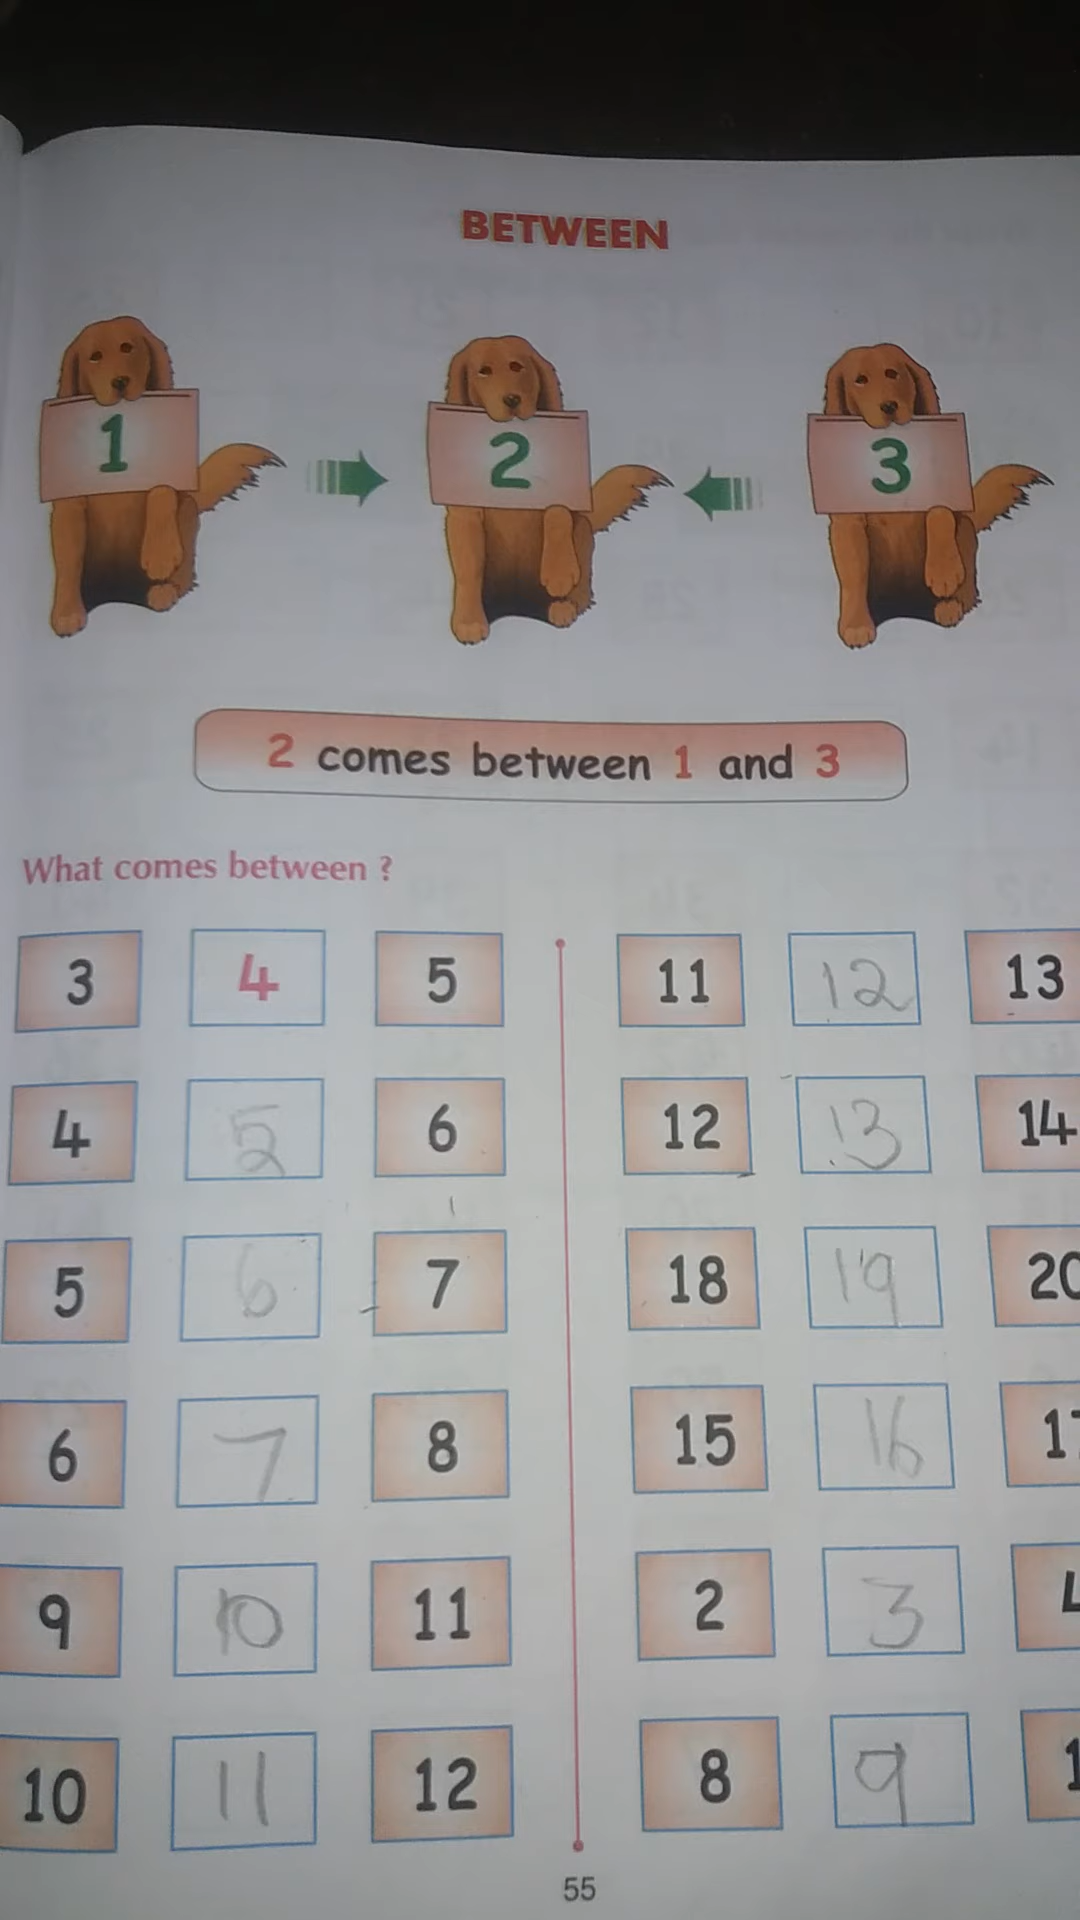 BETWEEN
1 2 3
2 comes between 1 and 3
What comes between ?
3 4 5 11 12 13
4 5 6 12 13 14
5 6 7 18 19 20
6 7 8 15 16 17
9 10 11 2 3
10 11 12 8 9
55